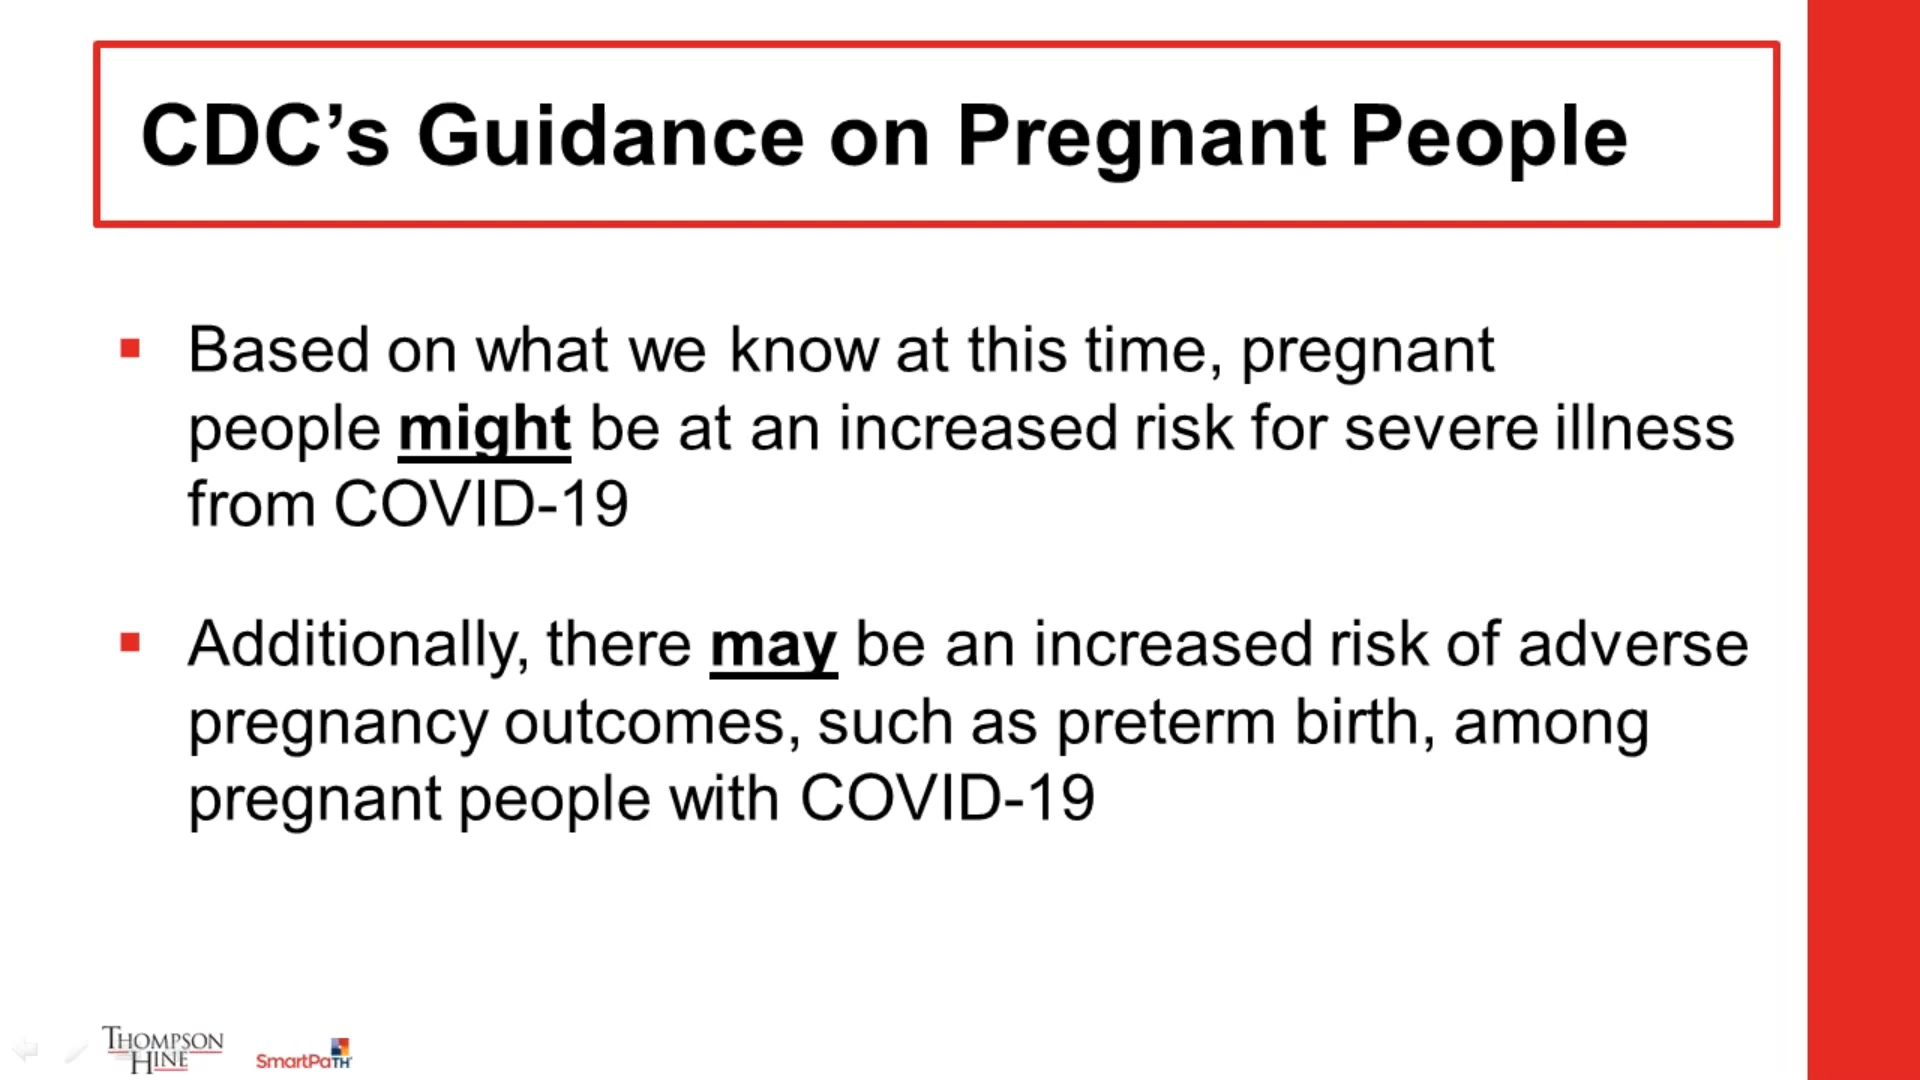 CDC’s Guidance on Pregnant People
Based on what we know at this time, pregnant
people might be at an increased risk for severe illness
from COVID-19
Additionally, there may be an increased risk of adverse
pregnancy outcomes, such as preterm birth, among
pregnant people with COVID-19
THOMPSON
HINE
SmartPaTH